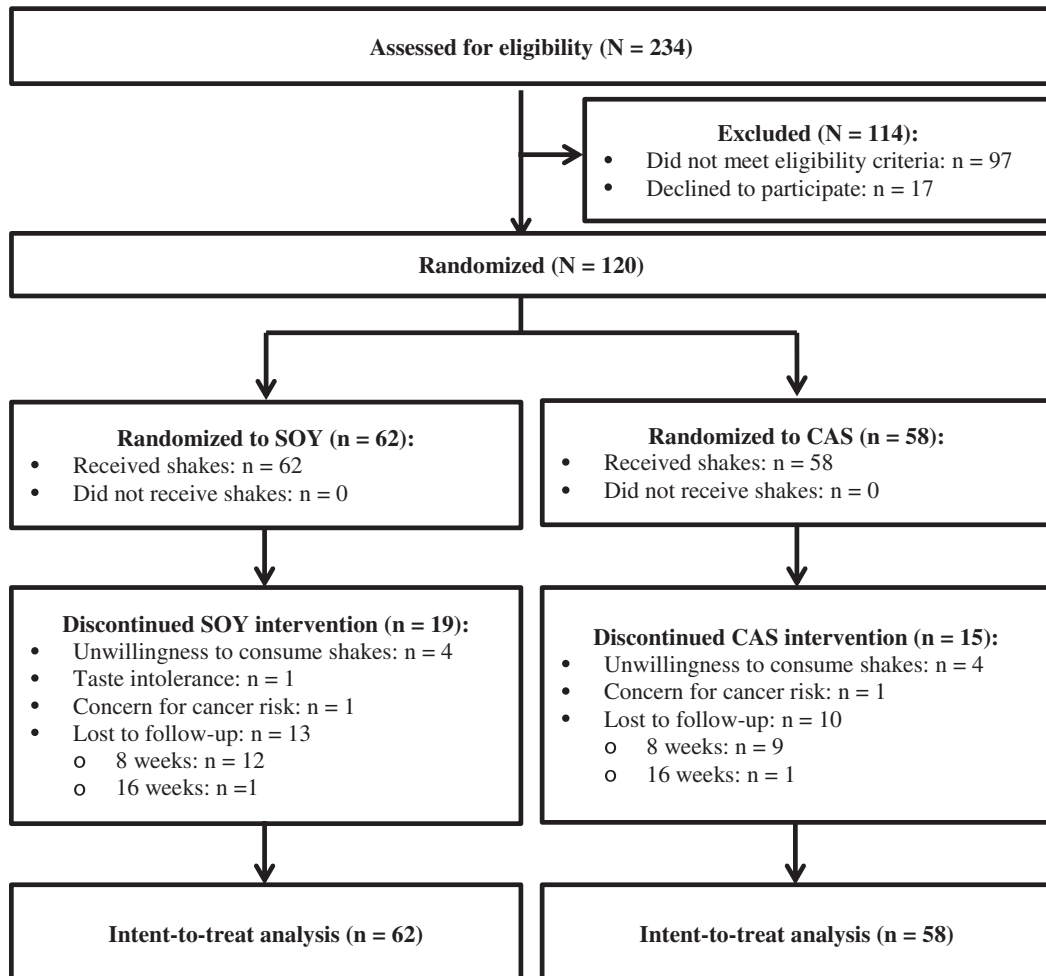 Assessed for eligibility (N = 234)
Excluded (N = 114):
• Did not meet eligibility criteria: n = 97
• Declined to participate: n = 17
Randomized (N = 120)
Randomized to SOY (n = 62):
• Received shakes: n = 62
• Did not receive shakes: n = 0
Randomized to CAS (n = 58):
• Received shakes: n = 58
• Did not receive shakes: n = 0
Discontinued SOY intervention (n = 19):
• Unwillingness to consume shakes: n = 4
• Taste intolerance: n = 1
• Concern for cancer risk: n = 1
• Lost to follow-up: n = 13
o 8 weeks: n = 12
o 16 weeks: n =1
Discontinued CAS intervention (n = 15):
• Unwillingness to consume shakes: n = 4
• Concern for cancer risk: n = 1
• Lost to follow-up: n = 10
o 8 weeks: n = 9
o 16 weeks: n = 1
Intent-to-treat analysis (n = 62)
Intent-to-treat analysis (n = 58)